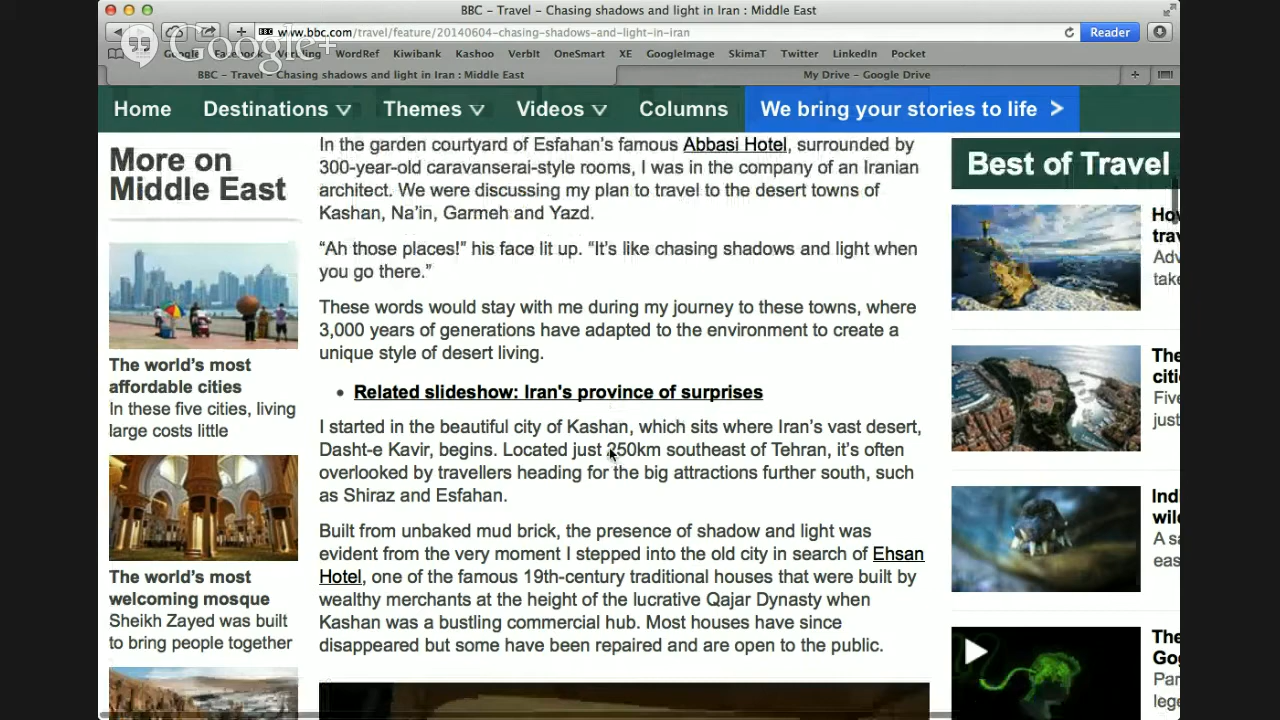 BBC – Travel – Chasing shadows and light in Iran : Middle East
Google+
www.bbc.com/travel/feature/20140604-chasing-shadows-and-light-in-iran
Reader
WordRef Kiwibank Kashoo VerbIt OneSmart XE GoogleImage SkimaT Twitter LinkedIn Pocket
BBC – Travel – Chasing shadows and light in Iran : Middle East
My Drive – Google Drive
Home Destinations Themes Videos Columns We bring your stories to life >
More on
Middle East
The world’s most
affordable cities
In these five cities, living
large costs little
The world’s most
welcoming mosque
Sheikh Zayed was built
to bring people together
In the garden courtyard of Esfahan’s famous Abbasi Hotel, surrounded by
300-year-old caravanserai-style rooms, I was in the company of an Iranian
architect. We were discussing my plan to travel to the desert towns of
Kashan, Na’in, Garmeh and Yazd.
“Ah those places!” his face lit up. “It’s like chasing shadows and light when
you go there.”
These words would stay with me during my journey to these towns, where
3,000 years of generations have adapted to the environment to create a
unique style of desert living.
• Related slideshow: Iran's province of surprises
I started in the beautiful city of Kashan, which sits where Iran’s vast desert,
Dasht-e Kavir, begins. Located just 250km southeast of Tehran, it’s often
overlooked by travellers heading for the big attractions further south, such
as Shiraz and Esfahan.
Built from unbaked mud brick, the presence of shadow and light was
evident from the very moment I stepped into the old city in search of Ehsan
Hotel, one of the famous 19th-century traditional houses that were built by
wealthy merchants at the height of the lucrative Qajar Dynasty when
Kashan was a bustling commercial hub. Most houses have since
disappeared but some have been repaired and are open to the public.
Best of Travel
The
The